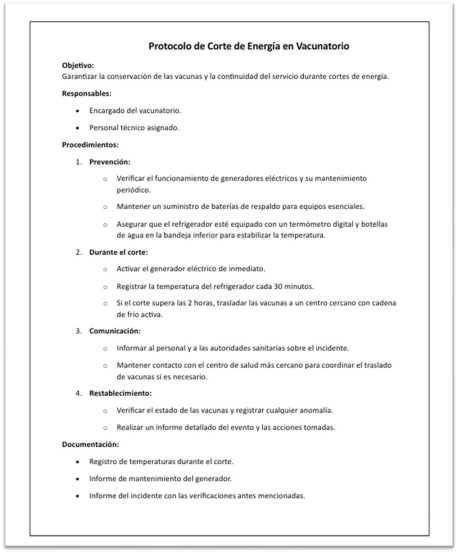 Protocolo de Corte de Energía en Vacunatorio
Objetivo:
Garantizar la conservación de las vacunas y la continuidad del servicio durante cortes de energía.
Responsables:
• Encargado del vacunatorio.
• Personal técnico asignado.
Procedimientos:
1. Prevención:
○ Verificar el funcionamiento de generadores eléctricos y su mantenimiento
periódico.
○ Mantener un suministro de baterías de respaldo para equipos esenciales.
○ Asegurar que el refrigerador esté equipado con un termómetro digital y botellas
de agua en la bandeja inferior para estabilizar la temperatura.
2. Durante el corte:
○ Activar el generador eléctrico de inmediato.
○ Registrar la temperatura del refrigerador cada 30 minutos.
○ Si el corte supera las 2 horas, trasladar las vacunas a un centro cercano con cadena
de frío activa.
3. Comunicación:
○ Informar al personal y a las autoridades sanitarias sobre el incidente.
○ Mantener contacto con el centro de salud más cercano para coordinar el traslado
de vacunas si es necesario.
4. Restablecimiento:
○ Verificar el estado de las vacunas y registrar cualquier anomalía.
○ Realizar un informe detallado del evento y las acciones tomadas.
Documentación:
• Registro de temperaturas durante el corte.
• Informe de mantenimiento del generador.
• Informe del incidente con las verificaciones antes mencionadas.